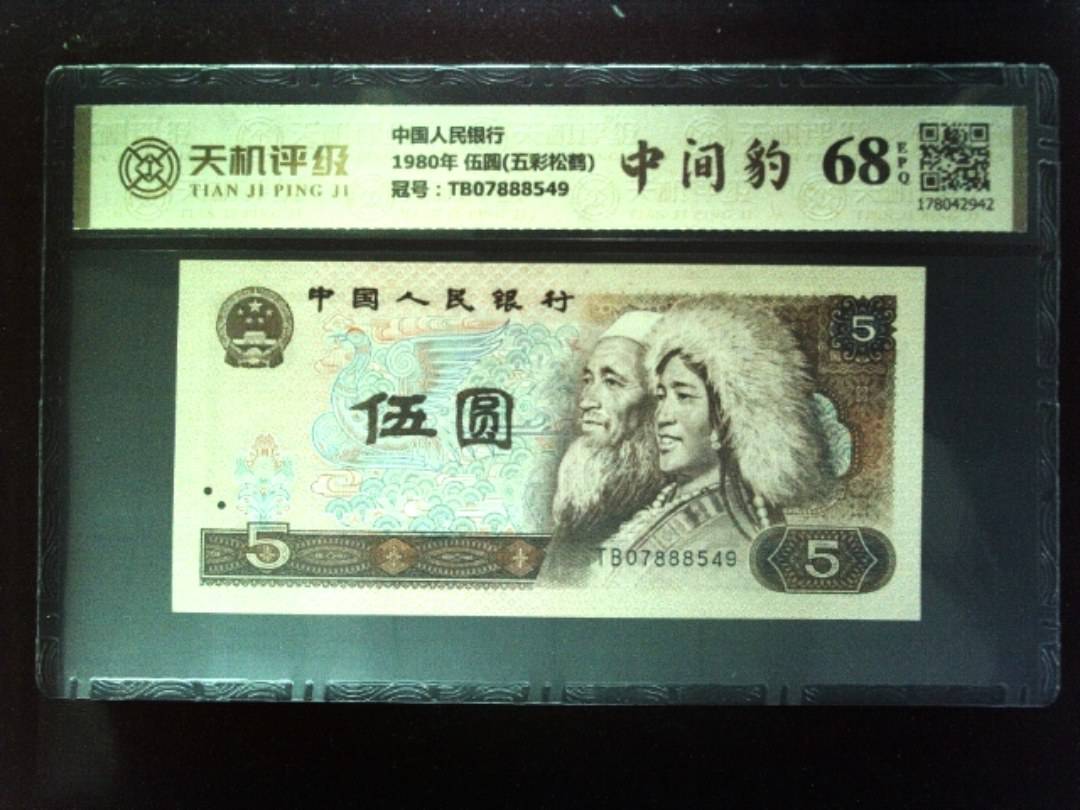 天机评级
TIAN JI PING JI
中国人民银行
1980年 伍圆(五彩松鹤)
冠号：TB07888549
中间豹
68
EPQ
178042942
中国人民银行
5
伍圆
5
TB07888549
5